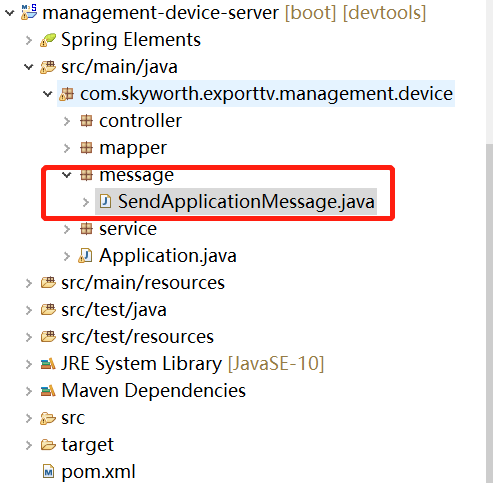 management-device-server [boot] [devtools]
Spring Elements
src/main/java
com.skyworth.exporttv.management.device
controller
mapper
message
SendApplicationMessage.java
service
Application.java
src/main/resources
src/test/java
src/test/resources
JRE System Library [JavaSE-10]
Maven Dependencies
src
target
pom.xml